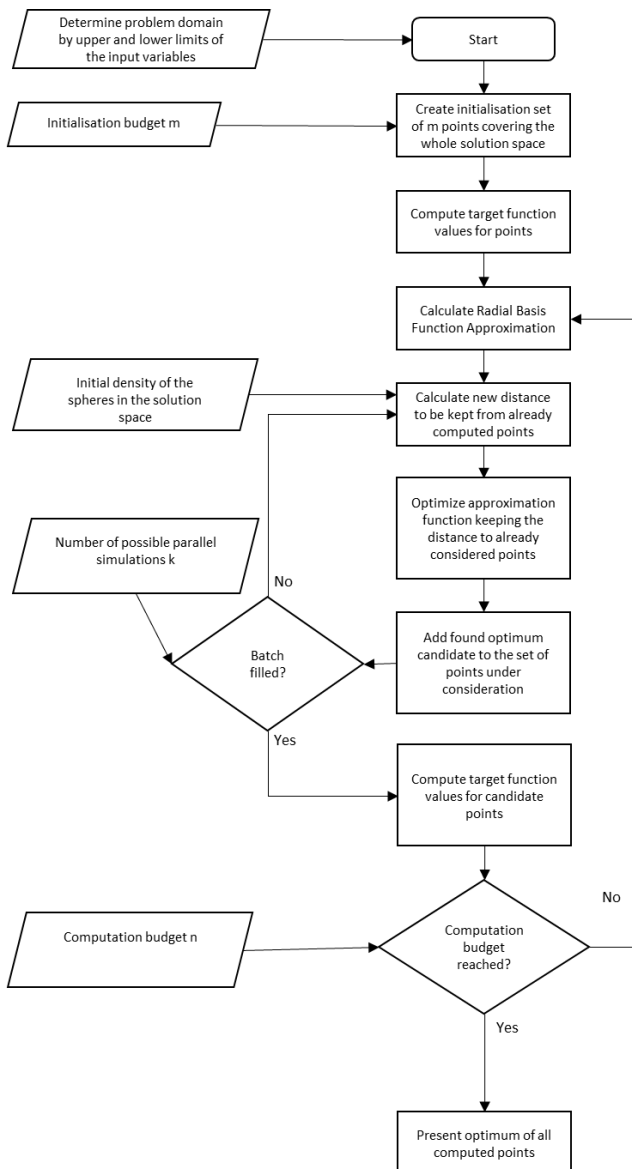 Determine problem domain
by upper and lower limits of
the input variables
Start
Initialisation budget m
Create initialisation set
of m points covering the
whole solution space
Compute target function
values for points
Calculate Radial Basis
Function Approximation
Initial density of the
spheres in the solution
space
Calculate new distance
to be kept from already
computed points
Optimize approximation
function keeping the
distance to already
considered points
Number of possible parallel
simulations k
No
Batch
filled?
Add found optimum
candidate to the set of
points under
consideration
Yes
Compute target function
values for candidate
points
No
Computation budget n
Computation
budget
reached?
Yes
Present optimum of all
computed points